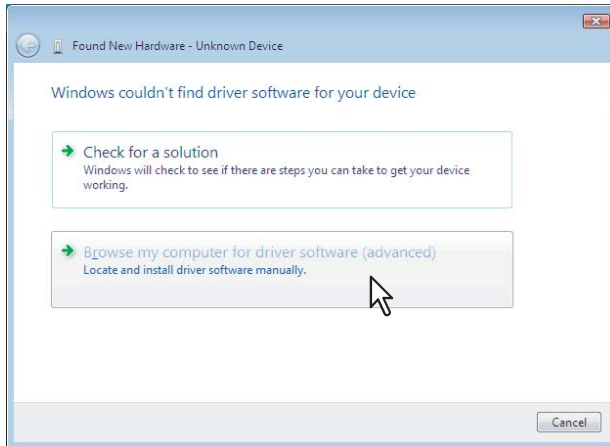 Found New Hardware - Unknown Device
Windows couldn't find driver software for your device
Check for a solution
Windows will check to see if there are steps you can take to get your device
working.
Browse my computer for driver software (advanced)
Locate and install driver software manually.
Cancel